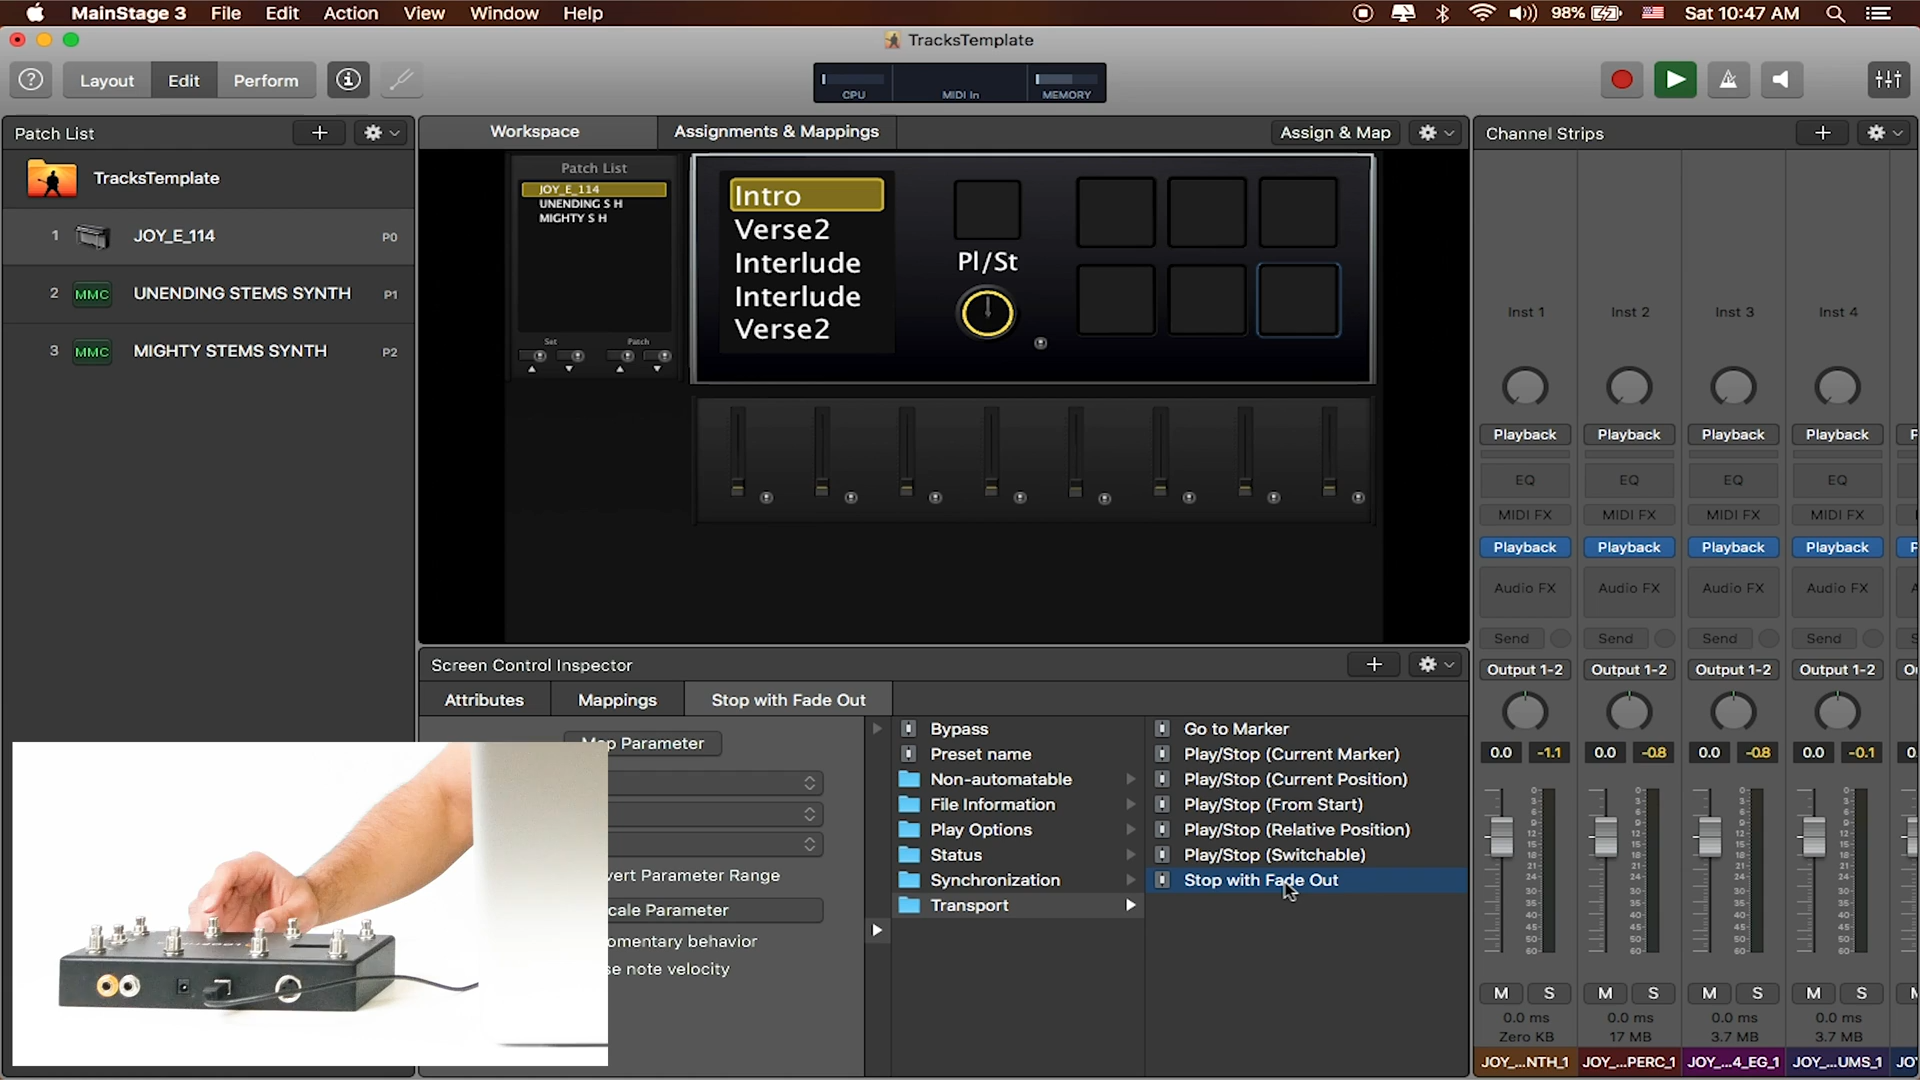 MainStage 3 File Edit Action View Window Help
98% Sat 10:47 AM
TracksTemplate
Layout Edit Perform
CPU MIDI In MEMORY
Patch List
Workspace Assignments & Mappings Assign & Map
Channel Strips
TracksTemplate
1 JOY_E_114 P0
2 MMC UNENDING STEMS SYNTH P1
3 MMC MIGHTY STEMS SYNTH P2
Patch List
JOY_E_114
UNENDING S H
MIGHTY S H
Set Patch
Intro
Verse2
Interlude
Interlude
Verse2
Pl/St
Inst 1 Inst 2 Inst 3 Inst 4
Playback Playback Playback Playback
EQ EQ EQ EQ
MIDI FX MIDI FX MIDI FX MIDI FX
Playback Playback Playback Playback
Audio FX Audio FX Audio FX Audio FX
Send Send Send Send
Output 1-2 Output 1-2 Output 1-2 Output 1-2
0.0 -1.1 0.0 -0.8 0.0 -0.8 0.0 -0.1
M S M S M S M S
0.0 ms 0.0 ms 0.0 ms 0.0 ms
Zero KB 17 MB 3.7 MB 3.7 MB
JOY_...NTH_1 JOY_...PERC_1 JOY_...4_EG_1 JOY_...UMS_1
Screen Control Inspector
Attributes Mappings Stop with Fade Out
Map Parameter
vert Parameter Range
cale Parameter
omentary behavior
se note velocity
Bypass
Preset name
Non-automatable
File Information
Play Options
Status
Synchronization
Transport
Go to Marker
Play/Stop (Current Marker)
Play/Stop (Current Position)
Play/Stop (From Start)
Play/Stop (Relative Position)
Play/Stop (Switchable)
Stop with Fade Out